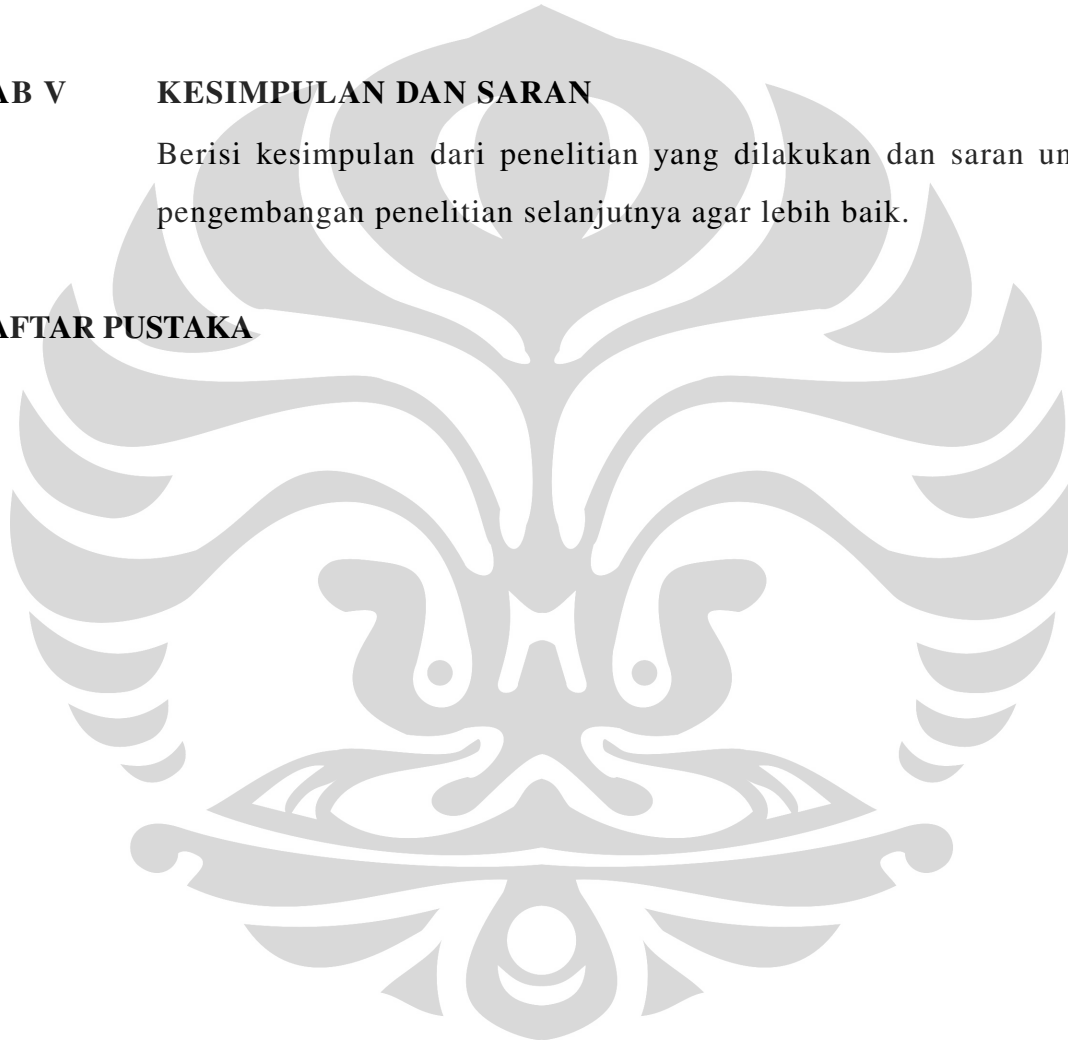 AB V KESIMPULAN DAN SARAN
Berisi kesimpulan dari penelitian yang dilakukan dan saran un
pengembangan penelitian selanjutnya agar lebih baik.
AFTAR PUSTAKA